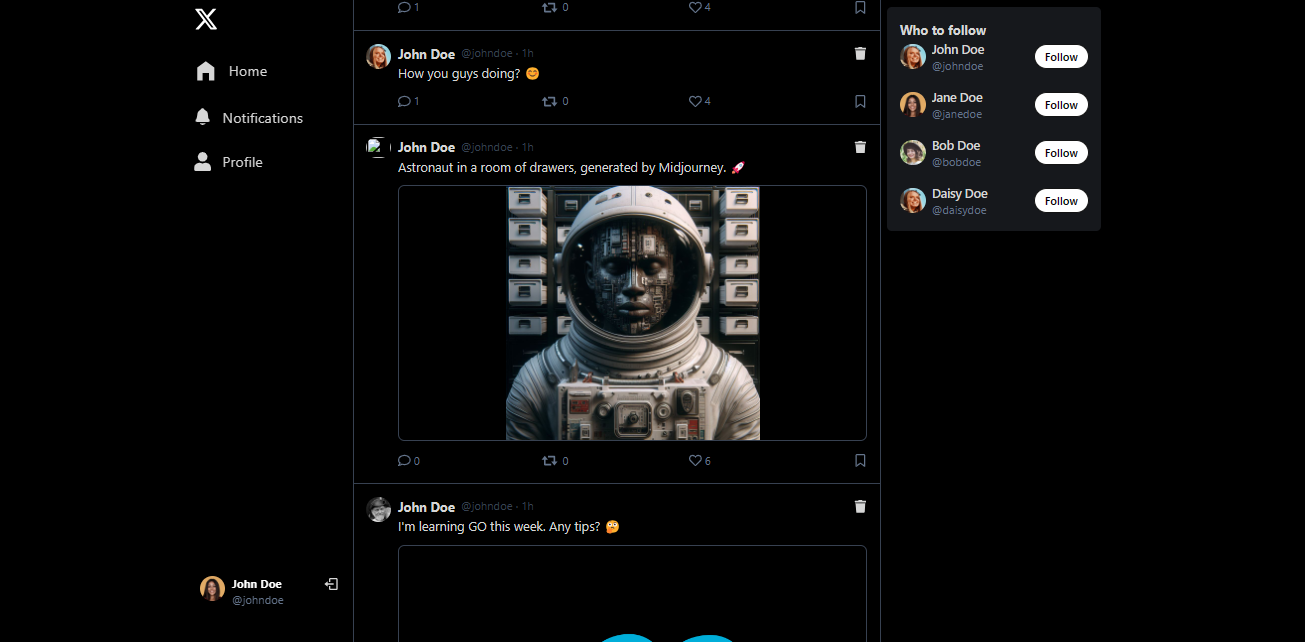 Home
Notifications
Profile
John Doe
@johndoe
1 0 4
John Doe @johndoe · 1h
How you guys doing? 😊
1 0 4
John Doe @johndoe · 1h
Astronaut in a room of drawers, generated by Midjourney. 🚀
0 0 6
John Doe @johndoe · 1h
I'm learning GO this week. Any tips? 🤔
Who to follow
John Doe
@johndoe
Follow
Jane Doe
@janedoe
Follow
Bob Doe
@bobdoe
Follow
Daisy Doe
@daisydoe
Follow